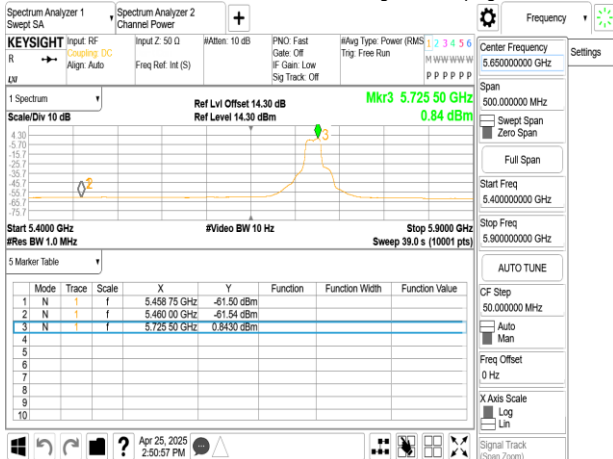 Spectrum Analyzer 1
Swept SA
Spectrum Analyzer 2
Channel Power
+
Frequency
Settings
KEYSIGHT
R
Input: RF
Coupling: DC
Align: Auto
Input Z: 50 Ω
Freq Ref: Int (S)
#Atten: 10 dB
PNO: Fast
Gate: Off
IF Gain: Low
Sig Track: Off
#Avg Type: Power (RMS
Trig: Free Run
1 2 3 4 5 6
M W W W W W
P P P P P P
1 Spectrum
Scale/Div 10 dB
Ref Lvl Offset 14.30 dB
Ref Level 14.30 dBm
Mkr3 5.725 50 GHz
0.84 dBm
4.30
-5.70
-15.7
-25.7
-35.7
-45.7
-55.7
-65.7
-75.7
2
3
Start 5.4000 GHz
#Res BW 1.0 MHz
#Video BW 10 Hz
Stop 5.9000 GHz
Sweep 39.0 s (10001 pts)
5 Marker Table
Mode Trace Scale X Y Function Function Width Function Value
1 N 1 f 5.458 75 GHz -61.50 dBm
2 N 1 f 5.460 00 GHz -61.54 dBm
3 N 1 f 5.725 50 GHz 0.8430 dBm
4
5
6
7
8
9
10
Center Frequency
5.650000000 GHz
Span
500.000000 MHz
Swept Span
Zero Span
Full Span
Start Freq
5.400000000 GHz
Stop Freq
5.900000000 GHz
AUTO TUNE
CF Step
50.000000 MHz
Auto
Man
Freq Offset
0 Hz
X Axis Scale
Log
Lin
Signal Track
(Span Zoom)
?
Apr 25, 2025
2:50:57 PM